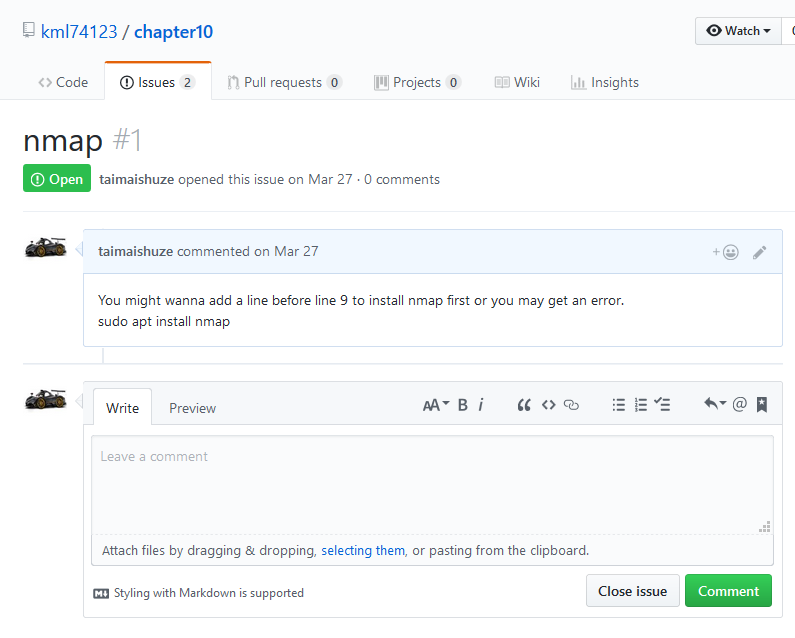 kml74123 / chapter10
Watch
Code Issues 2 Pull requests 0 Projects 0 Wiki Insights
nmap #1
Open taimaishuze opened this issue on Mar 27 · 0 comments
taimaishuze commented on Mar 27
You might wanna add a line before line 9 to install nmap first or you may get an error.
sudo apt install nmap
Write Preview AA B i @
Leave a comment
Attach files by dragging & dropping, selecting them, or pasting from the clipboard.
Styling with Markdown is supported
Close issue Comment